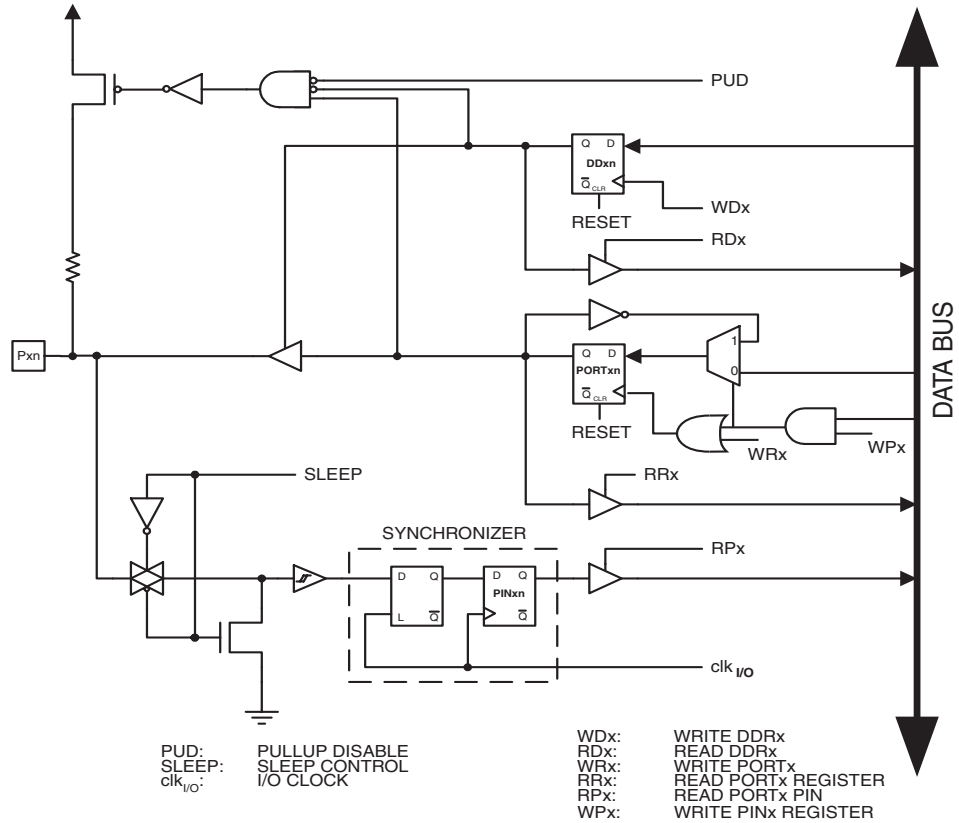 PUD
Q D
DDxn
Q CLR
WDx
RESET
RDx
Pxn
1
Q D
PORTxn
0
Q CLR
RESET
WRx
WPx
DATA BUS
SLEEP
RRx
SYNCHRONIZER
RPx
D Q
D Q
PINxn
L Q
Q
clk I/O
PUD: PULLUP DISABLE
SLEEP: SLEEP CONTROL
clkI/O: I/O CLOCK
WDx: WRITE DDRx
RDx: READ DDRx
WRx: WRITE PORTx
RRx: READ PORTx REGISTER
RPx: READ PORTx PIN
WPx: WRITE PINx REGISTER